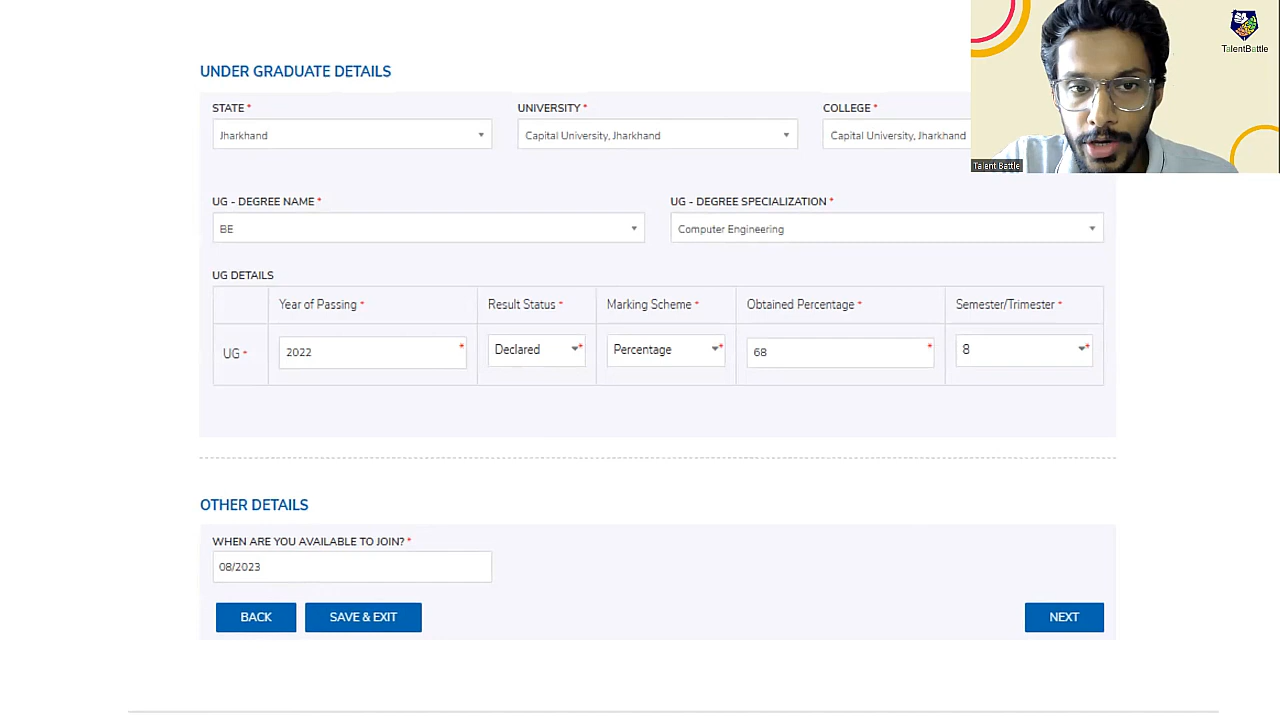 TalentBattle
Talent Battle
UNDER GRADUATE DETAILS
STATE * UNIVERSITY * COLLEGE *
Jharkhand Capital University, Jharkhand Capital University, Jharkhand
UG - DEGREE NAME * UG - DEGREE SPECIALIZATION *
BE Computer Engineering
UG DETAILS
Year of Passing * Result Status * Marking Scheme * Obtained Percentage * Semester/Trimester *
UG * 2022 * Declared * Percentage * 68 * 8 *
OTHER DETAILS
WHEN ARE YOU AVAILABLE TO JOIN? *
08/2023
BACK SAVE & EXIT NEXT